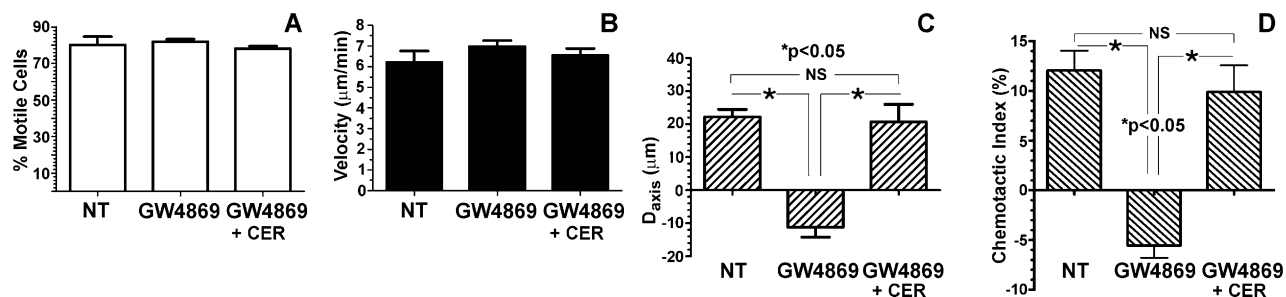 A
% Motile Cells
90
70
50
30
10
NT
GW4869
GW4869
+ CER
B
Velocity (µm/min)
8
7
6
5
4
3
2
1
0
NT
GW4869
GW4869
+ CER
C
D axis (µm)
40
30
20
10
0
-10
-20
*p<0.05
NS
*
*
NT
GW4869
GW4869
+ CER
D
Chemotactic Index (%)
15
10
5
0
-5
-10
NS
*
*
*p<0.05
NT
GW4869
GW4869
+ CER